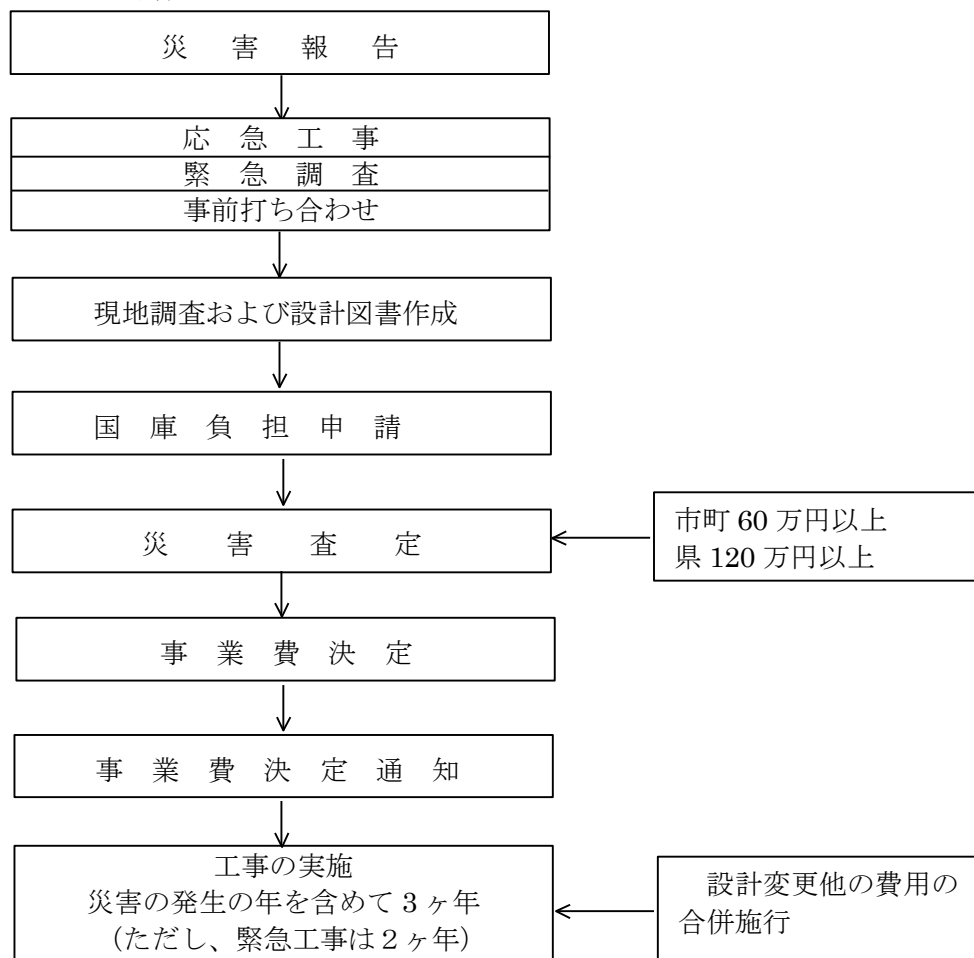 災害報告
応急工事
緊急調査
事前打ち合わせ
現地調査および設計図書作成
国庫負担申請
災害査定
市町 60 万円以上
県 120 万円以上
事業費決定
事業費決定通知
工事の実施
災害の発生の年を含めて 3 ヶ年
（ただし、緊急工事は２ヶ年）
設計変更他の費用の
合併施行